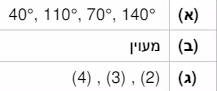 (א) 40°, 110°, 70°, 140°
(ב) מעוין
(ג) (2) , (3) , (4)